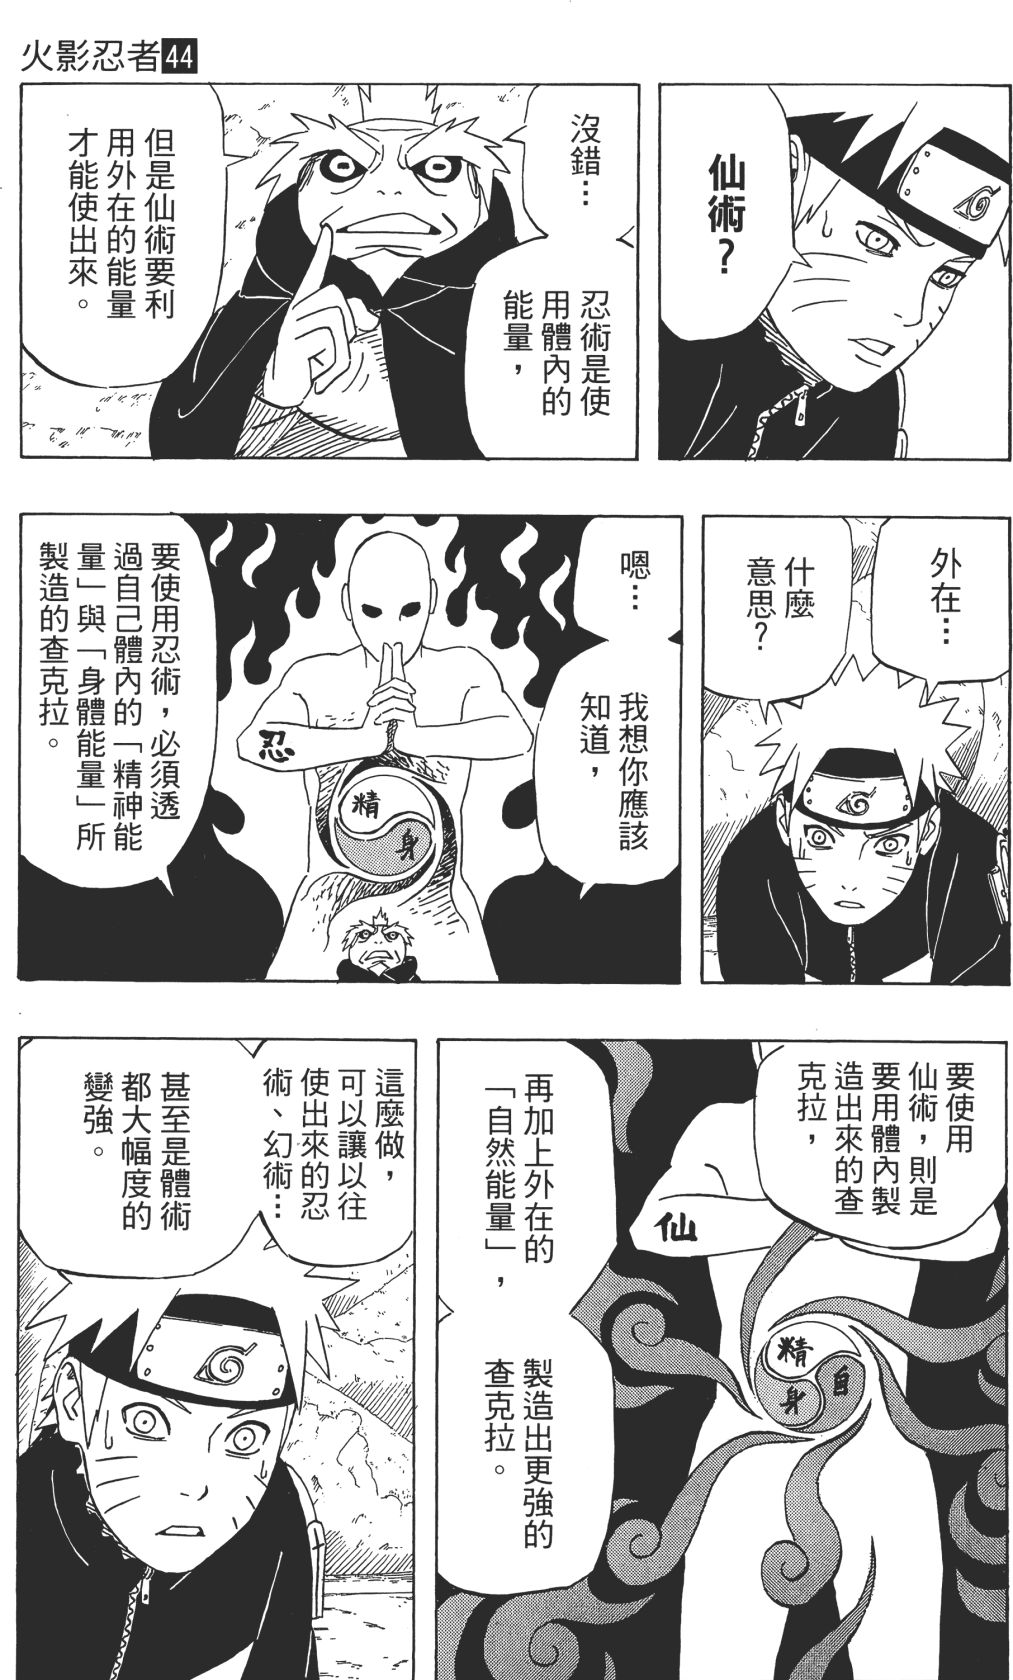 火影忍者44
仙術？
沒錯…
忍術是使
用體內的
能量，
但是仙術要利
用外在的能量
才能使出來。
外在…
什麼
意思？
嗯…
我想你應該
知道，
要使用忍術，必須透
過自己體內的「精神能
量」與「身體能量」所
製造的查克拉。
忍
精
身
要使用
仙術，則是
要用體內製
造出來的查
克拉，
再加上外在的
「自然能量」，
製造出更強的
查克拉。
仙
精
自
身
這麼做，
可以讓以往
使出來的忍
術、幻術…
甚至是體術
都大幅度的
變強。